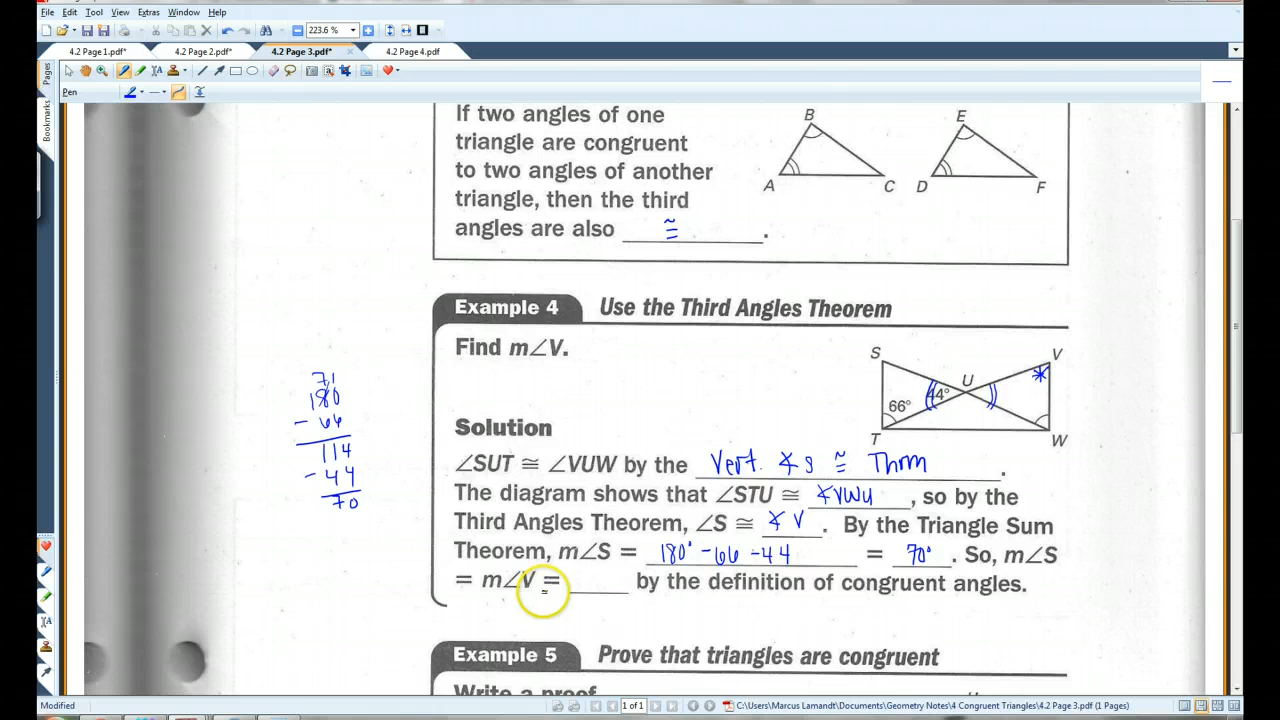 File Edit Tool View Extras Window Help
223.6 %
4.2 Page 1.pdf* 4.2 Page 2.pdf* 4.2 Page 3.pdf* 4.2 Page 4.pdf
Pen
Pages
Bookmarks
If two angles of one
triangle are congruent
to two angles of another
triangle, then the third
angles are also ≅ .
B
A
C
E
D
F
Example 4 Use the Third Angles Theorem
Find m∠V.
S
V
U
44°
66°
T
W
71
180
- 66
114
- 44
70
Solution
∠SUT ≅ ∠VUW by the Vert. ∡s ≅ Thm .
The diagram shows that ∠STU ≅ ∡VWU , so by the
Third Angles Theorem, ∠S ≅ ∡V . By the Triangle Sum
Theorem, m∠S = 180° -66 -44 = 70° . So, m∠S
= m∠V = ____ by the definition of congruent angles.
Example 5 Prove that triangles are congruent
Write a proof
Modified
1 of 1
C:\Users\Marcus Lamandt\Documents\Geometry Notes\4 Congruent Triangles\4.2 Page 3.pdf (1 Pages)